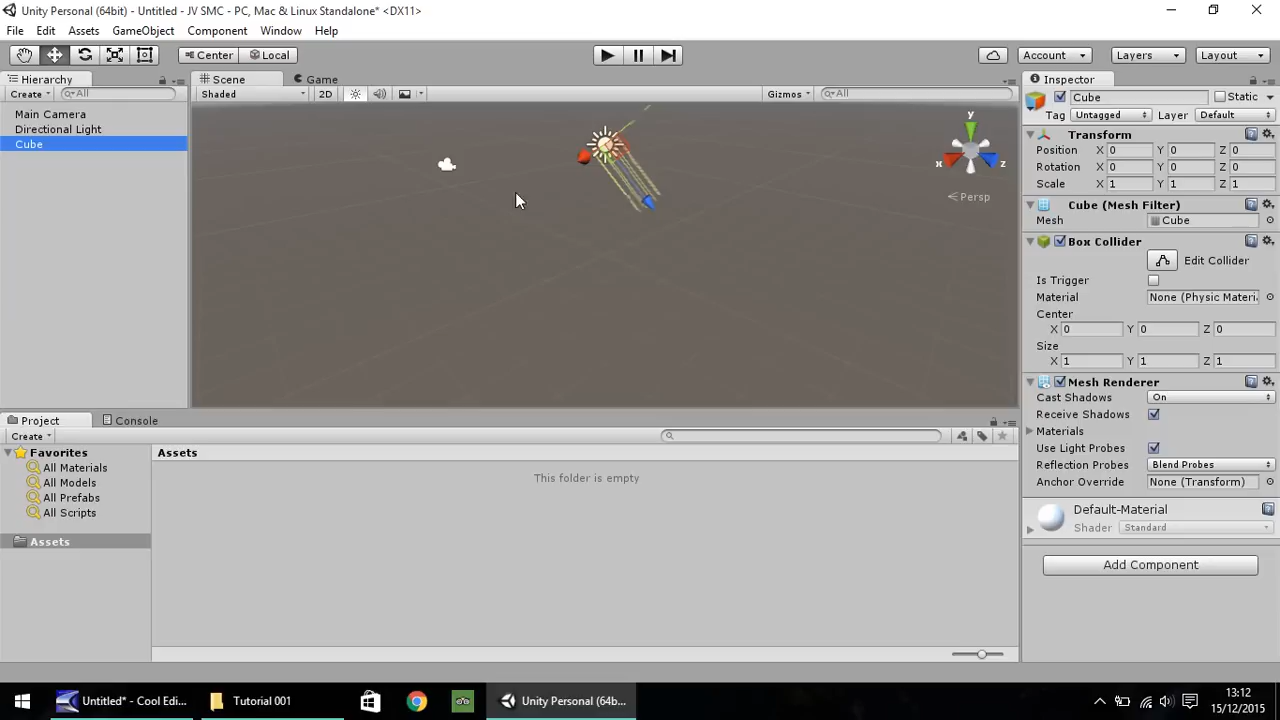 Unity Personal (64bit) - Untitled - JV SMC - PC, Mac & Linux Standalone* <DX11>
File Edit Assets GameObject Component Window Help
Center Local Account Layers Layout
Hierarchy Scene Game Inspector
Create All Shaded 2D Gizmos All Cube Static
Main Camera
Directional Light
Cube
y
x
z
Persp
Tag Untagged Layer Default
Transform
Position X 0 Y 0 Z 0
Rotation X 0 Y 0 Z 0
Scale X 1 Y 1 Z 1
Cube (Mesh Filter)
Mesh Cube
Box Collider
Edit Collider
Is Trigger
Material None (Physic Materi
Center
X 0 Y 0 Z 0
Size
X 1 Y 1 Z 1
Mesh Renderer
Cast Shadows On
Receive Shadows
Materials
Use Light Probes
Reflection Probes Blend Probes
Anchor Override None (Transform)
Default-Material
Shader Standard
Add Component
Project Console
Create
Favorites
All Materials
All Models
All Prefabs
All Scripts
Assets
Assets
This folder is empty
Untitled* - Cool Edi... Tutorial 001 Unity Personal (64b...
13:12
15/12/2015